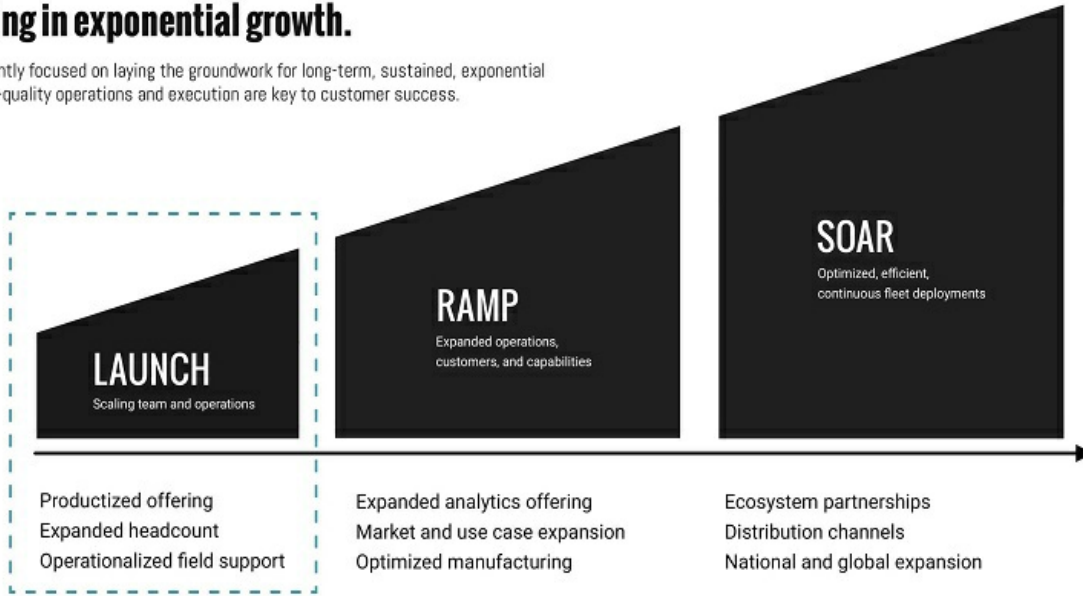 ng in exponential growth.
ntly focused on laying the groundwork for long-term, sustained, exponential
-quality operations and execution are key to customer success.
LAUNCH
Scaling team and operations
RAMP
Expanded operations,
customers, and capabilities
SOAR
Optimized, efficient,
continuous fleet deployments
Productized offering
Expanded headcount
Operationalized field support
Expanded analytics offering
Market and use case expansion
Optimized manufacturing
Ecosystem partnerships
Distribution channels
National and global expansion